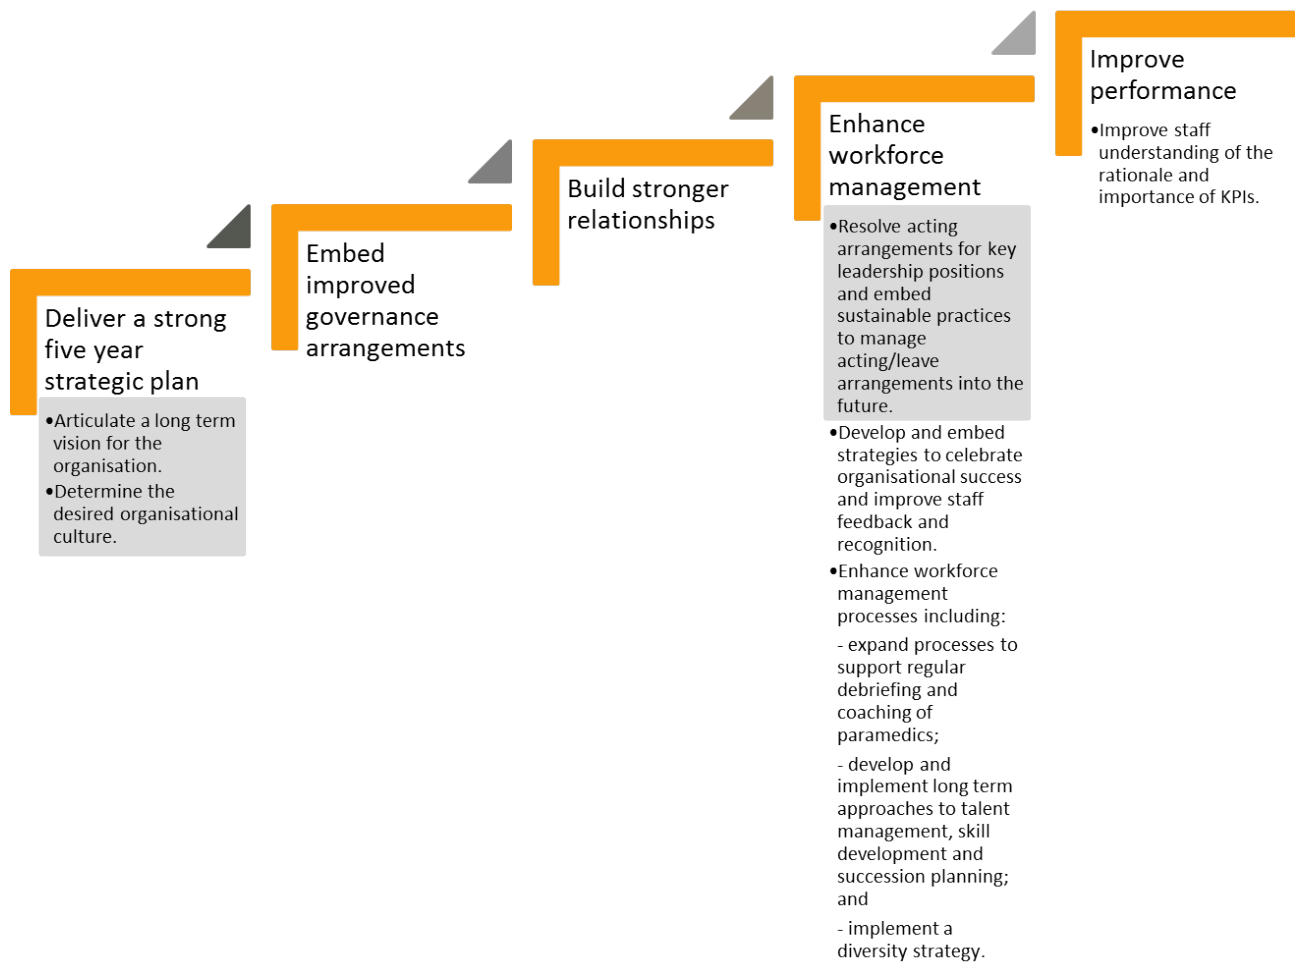 Deliver a strong
five year
strategic plan
•Articulate a long term
vision for the
organisation.
•Determine the
desired organisational
culture.
Embed
improved
governance
arrangements
Build stronger
relationships
Enhance
workforce
management
•Resolve acting
arrangements for key
leadership positions
and embed
sustainable practices
to manage
acting/leave
arrangements into the
future.
•Develop and embed
strategies to celebrate
organisational success
and improve staff
feedback and
recognition.
•Enhance workforce
management
processes including:
- expand processes to
support regular
debriefing and
coaching of
paramedics;
- develop and
implement long term
approaches to talent
management, skill
development and
succession planning;
and
- implement a
diversity strategy.
Improve
performance
•Improve staff
understanding of the
rationale and
importance of KPIs.